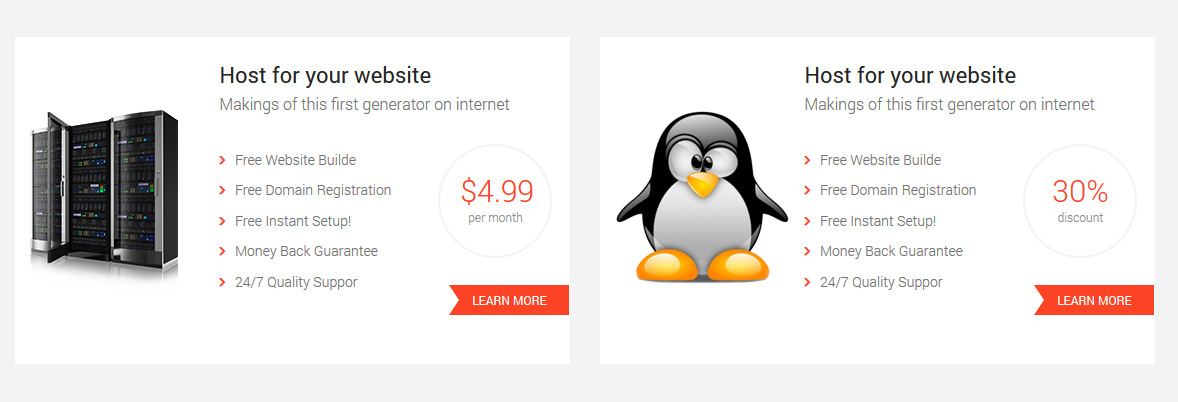 Host for your website
Makings of this first generator on internet
Free Website Builde
Free Domain Registration
Free Instant Setup!
Money Back Guarantee
24/7 Quality Suppor
$4.99
per month
LEARN MORE
Host for your website
Makings of this first generator on internet
Free Website Builde
Free Domain Registration
Free Instant Setup!
Money Back Guarantee
24/7 Quality Suppor
30%
discount
LEARN MORE